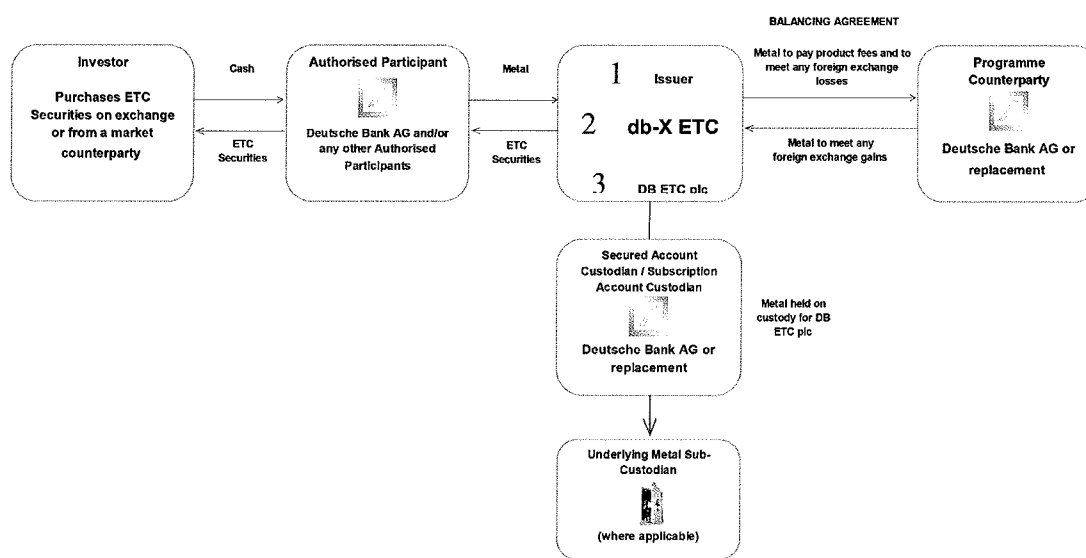 BALANCING AGREEMENT
Investor
Purchases ETC
Securities on exchange
or from a market
counterparty
Cash
ETC
Securities
Authorised Participant
Deutsche Bank AG and/or
any other Authorised
Participants
Metal
ETC
Securities
1 Issuer
2 db-X ETC
3 DB ETC plc
Metal to pay product fees and to
meet any foreign exchange
losses
Metal to meet any
foreign exchange gains
Programme
Counterparty
Deutsche Bank AG or
replacement
Secured Account
Custodian / Subscription
Account Custodian
Deutsche Bank AG or
replacement
Metal held on
custody for DB
ETC plc
Underlying Metal Sub-
Custodian
(where applicable)